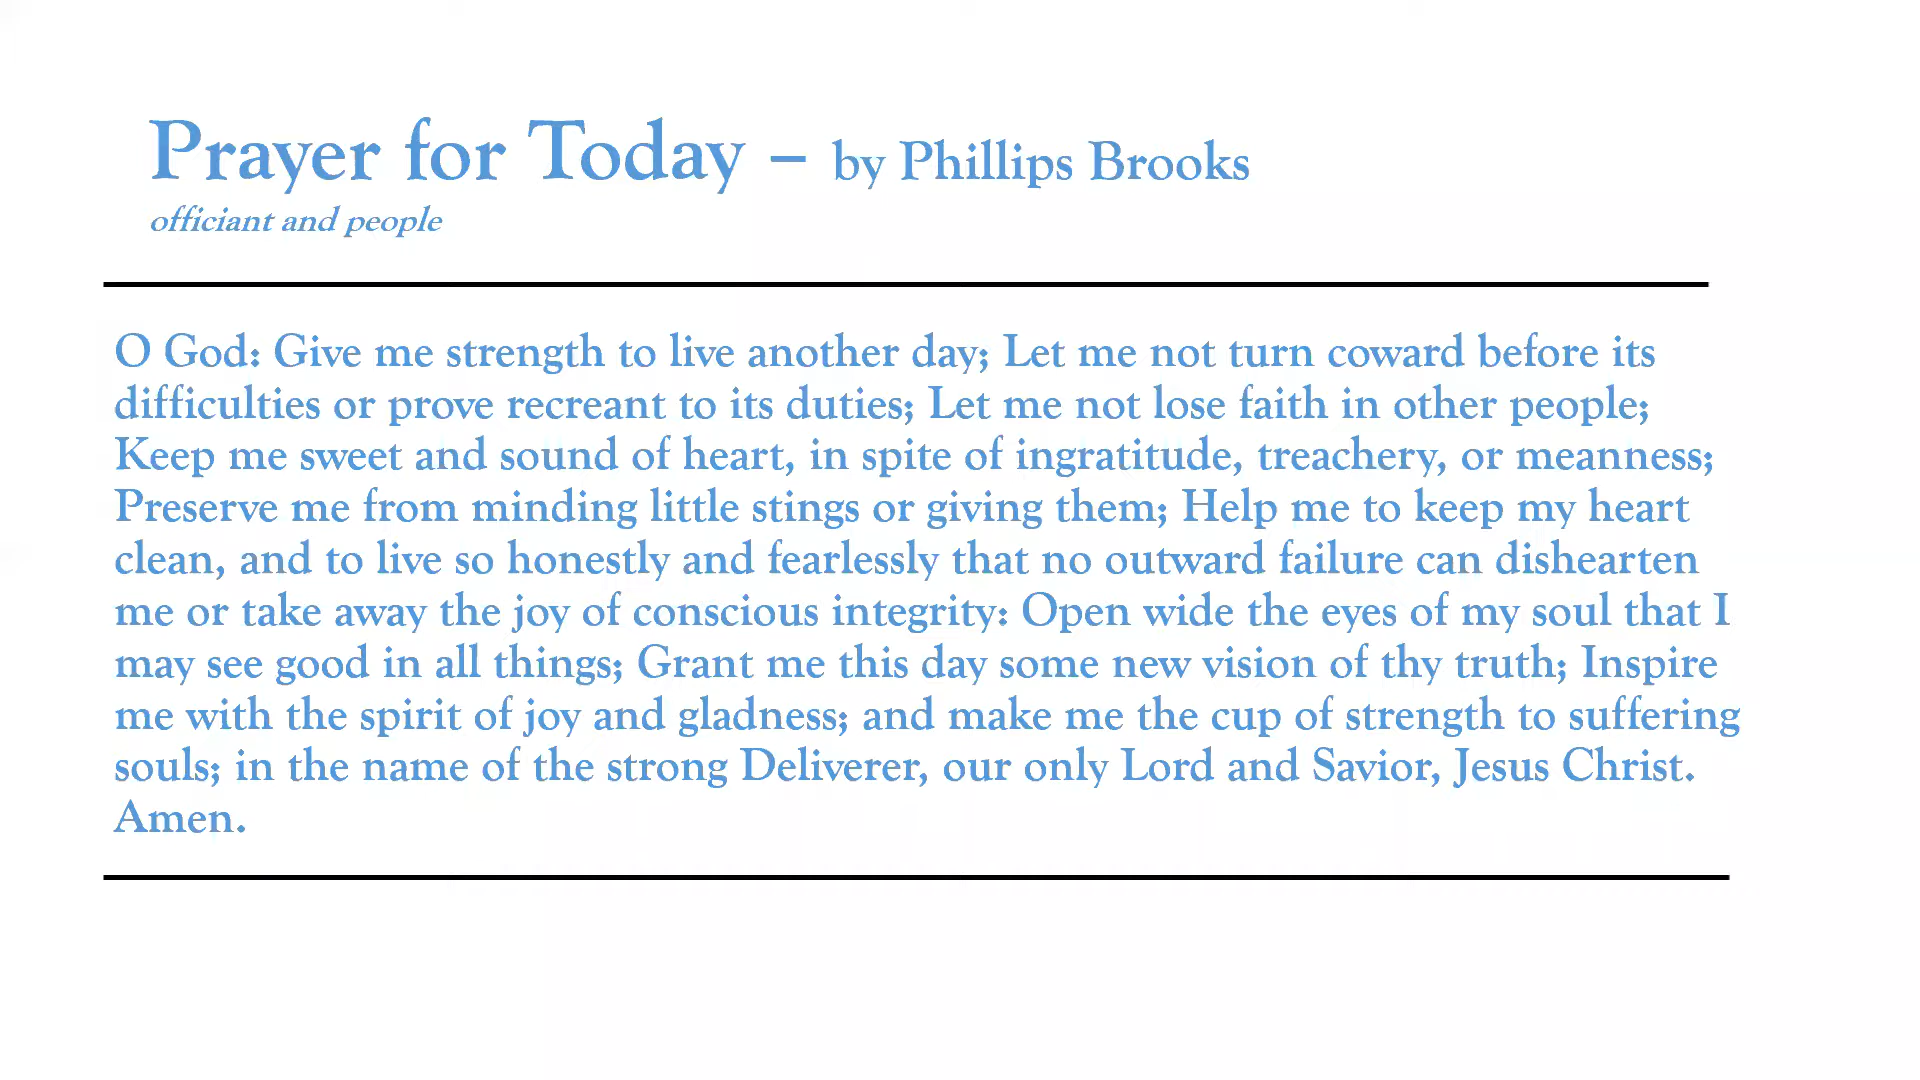 Prayer for Today – by Phillips Brooks
officiant and people
O God: Give me strength to live another day; Let me not turn coward before its
difficulties or prove recreant to its duties; Let me not lose faith in other people;
Keep me sweet and sound of heart, in spite of ingratitude, treachery, or meanness;
Preserve me from minding little stings or giving them; Help me to keep my heart
clean, and to live so honestly and fearlessly that no outward failure can dishearten
me or take away the joy of conscious integrity: Open wide the eyes of my soul that I
may see good in all things; Grant me this day some new vision of thy truth; Inspire
me with the spirit of joy and gladness; and make me the cup of strength to suffering
souls; in the name of the strong Deliverer, our only Lord and Savior, Jesus Christ.
Amen.